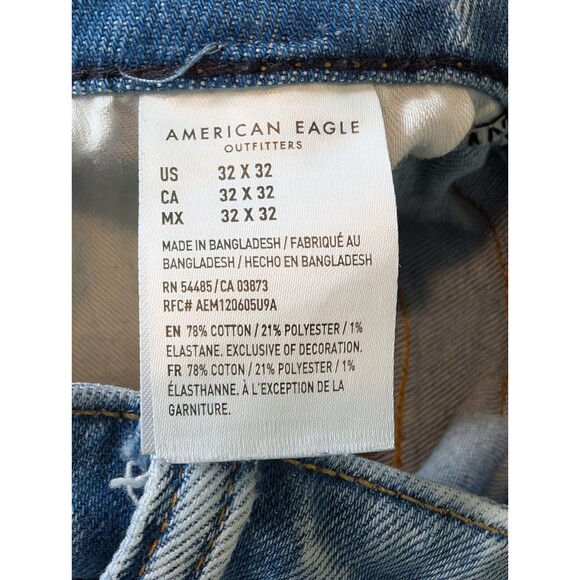 AMERICAN EAGLE
OUTFITTERS
US 32 X 32
CA 32 X 32
MX 32 X 32
MADE IN BANGLADESH / FABRIQUÉ AU
BANGLADESH / HECHO EN BANGLADESH
RN 54485/CA 03873
RFC# AEM120605U9A
EN 78% COTTON / 21% POLYESTER / 1%
ELASTANE. EXCLUSIVE OF DECORATION.
FR 78% COTON / 21% POLYESTER / 1%
ÉLASTHANNE. À L'EXCEPTION DE LA
GARNITURE.